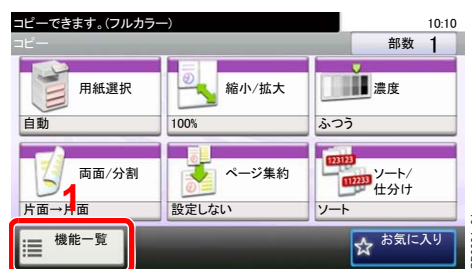 コピーできます。(フルカラー)
10:10
コピー
部数 1
用紙選択
自動
縮小/拡大
100%
濃度
ふつう
両面/分割
片面→片面
1
ページ集約
設定しない
123123
112233
ソート/
仕分け
ソート
機能一覧
お気に入り